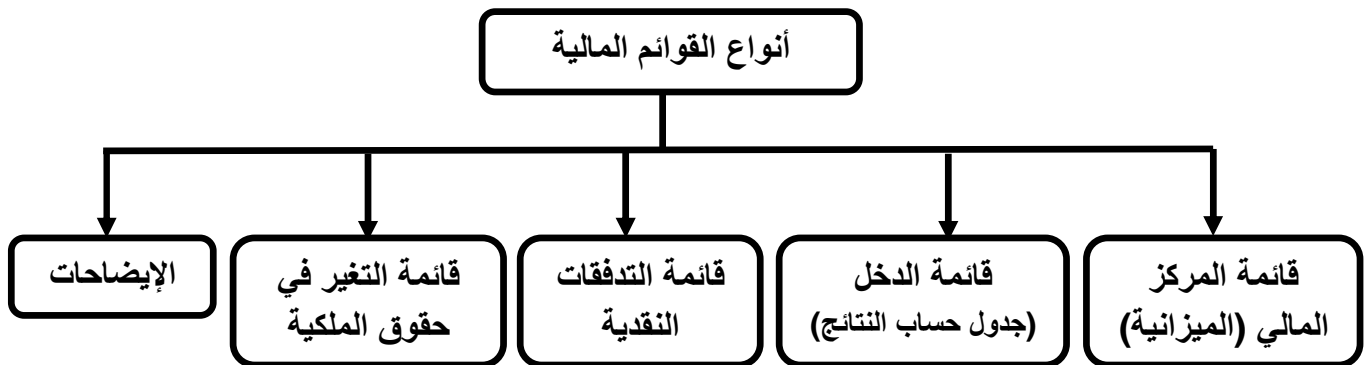 أنواع القوائم المالية
قائمة المركز
المالي (الميزانية)
قائمة الدخل
(جدول حساب النتائج)
قائمة التدفقات
النقدية
قائمة التغير في
حقوق الملكية
الإيضاحات